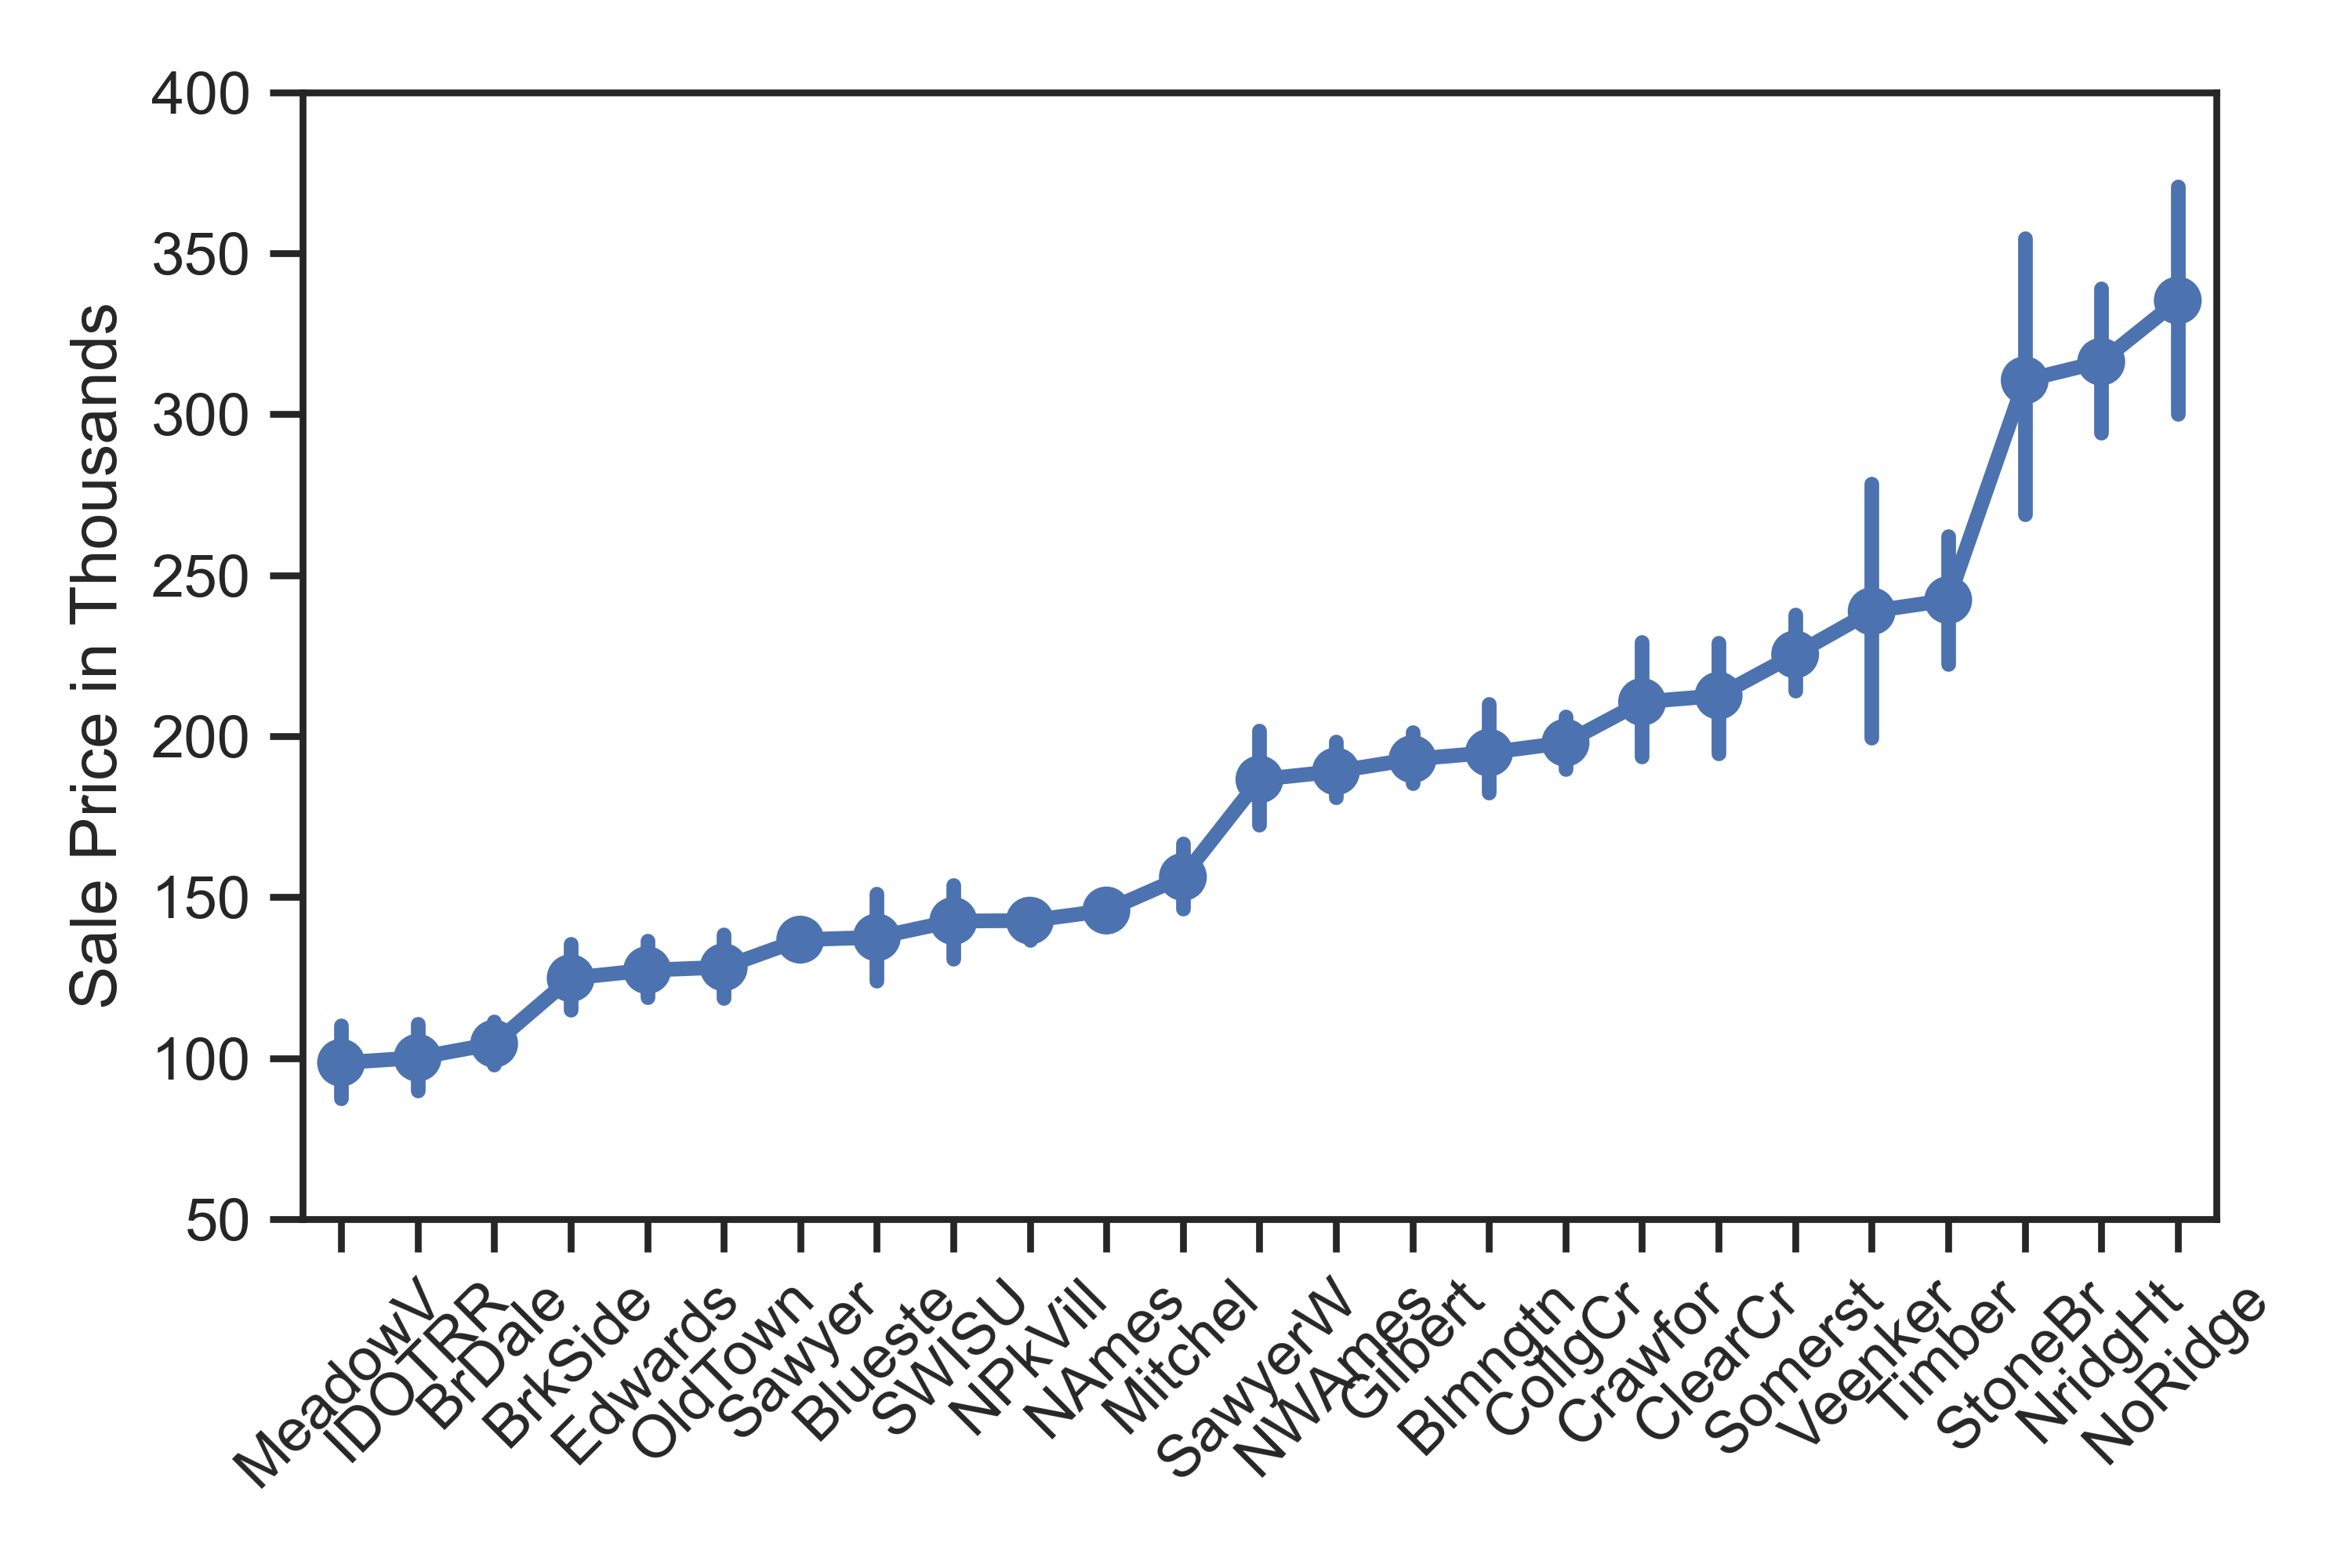 400
350
300
250
200
150
100
50
Sale Price in Thousands
MeadowV
IDOTRR
BrDale
BrkSide
Edwards
OldTown
Sawyer
Blueste
SWISU
NPkVill
NAmes
Mitchel
SawyerW
NWAmes
Gilbert
Blmngtn
CollgCr
Crawfor
ClearCr
Somerst
Veenker
Timber
StoneBr
NridgHt
NoRidge